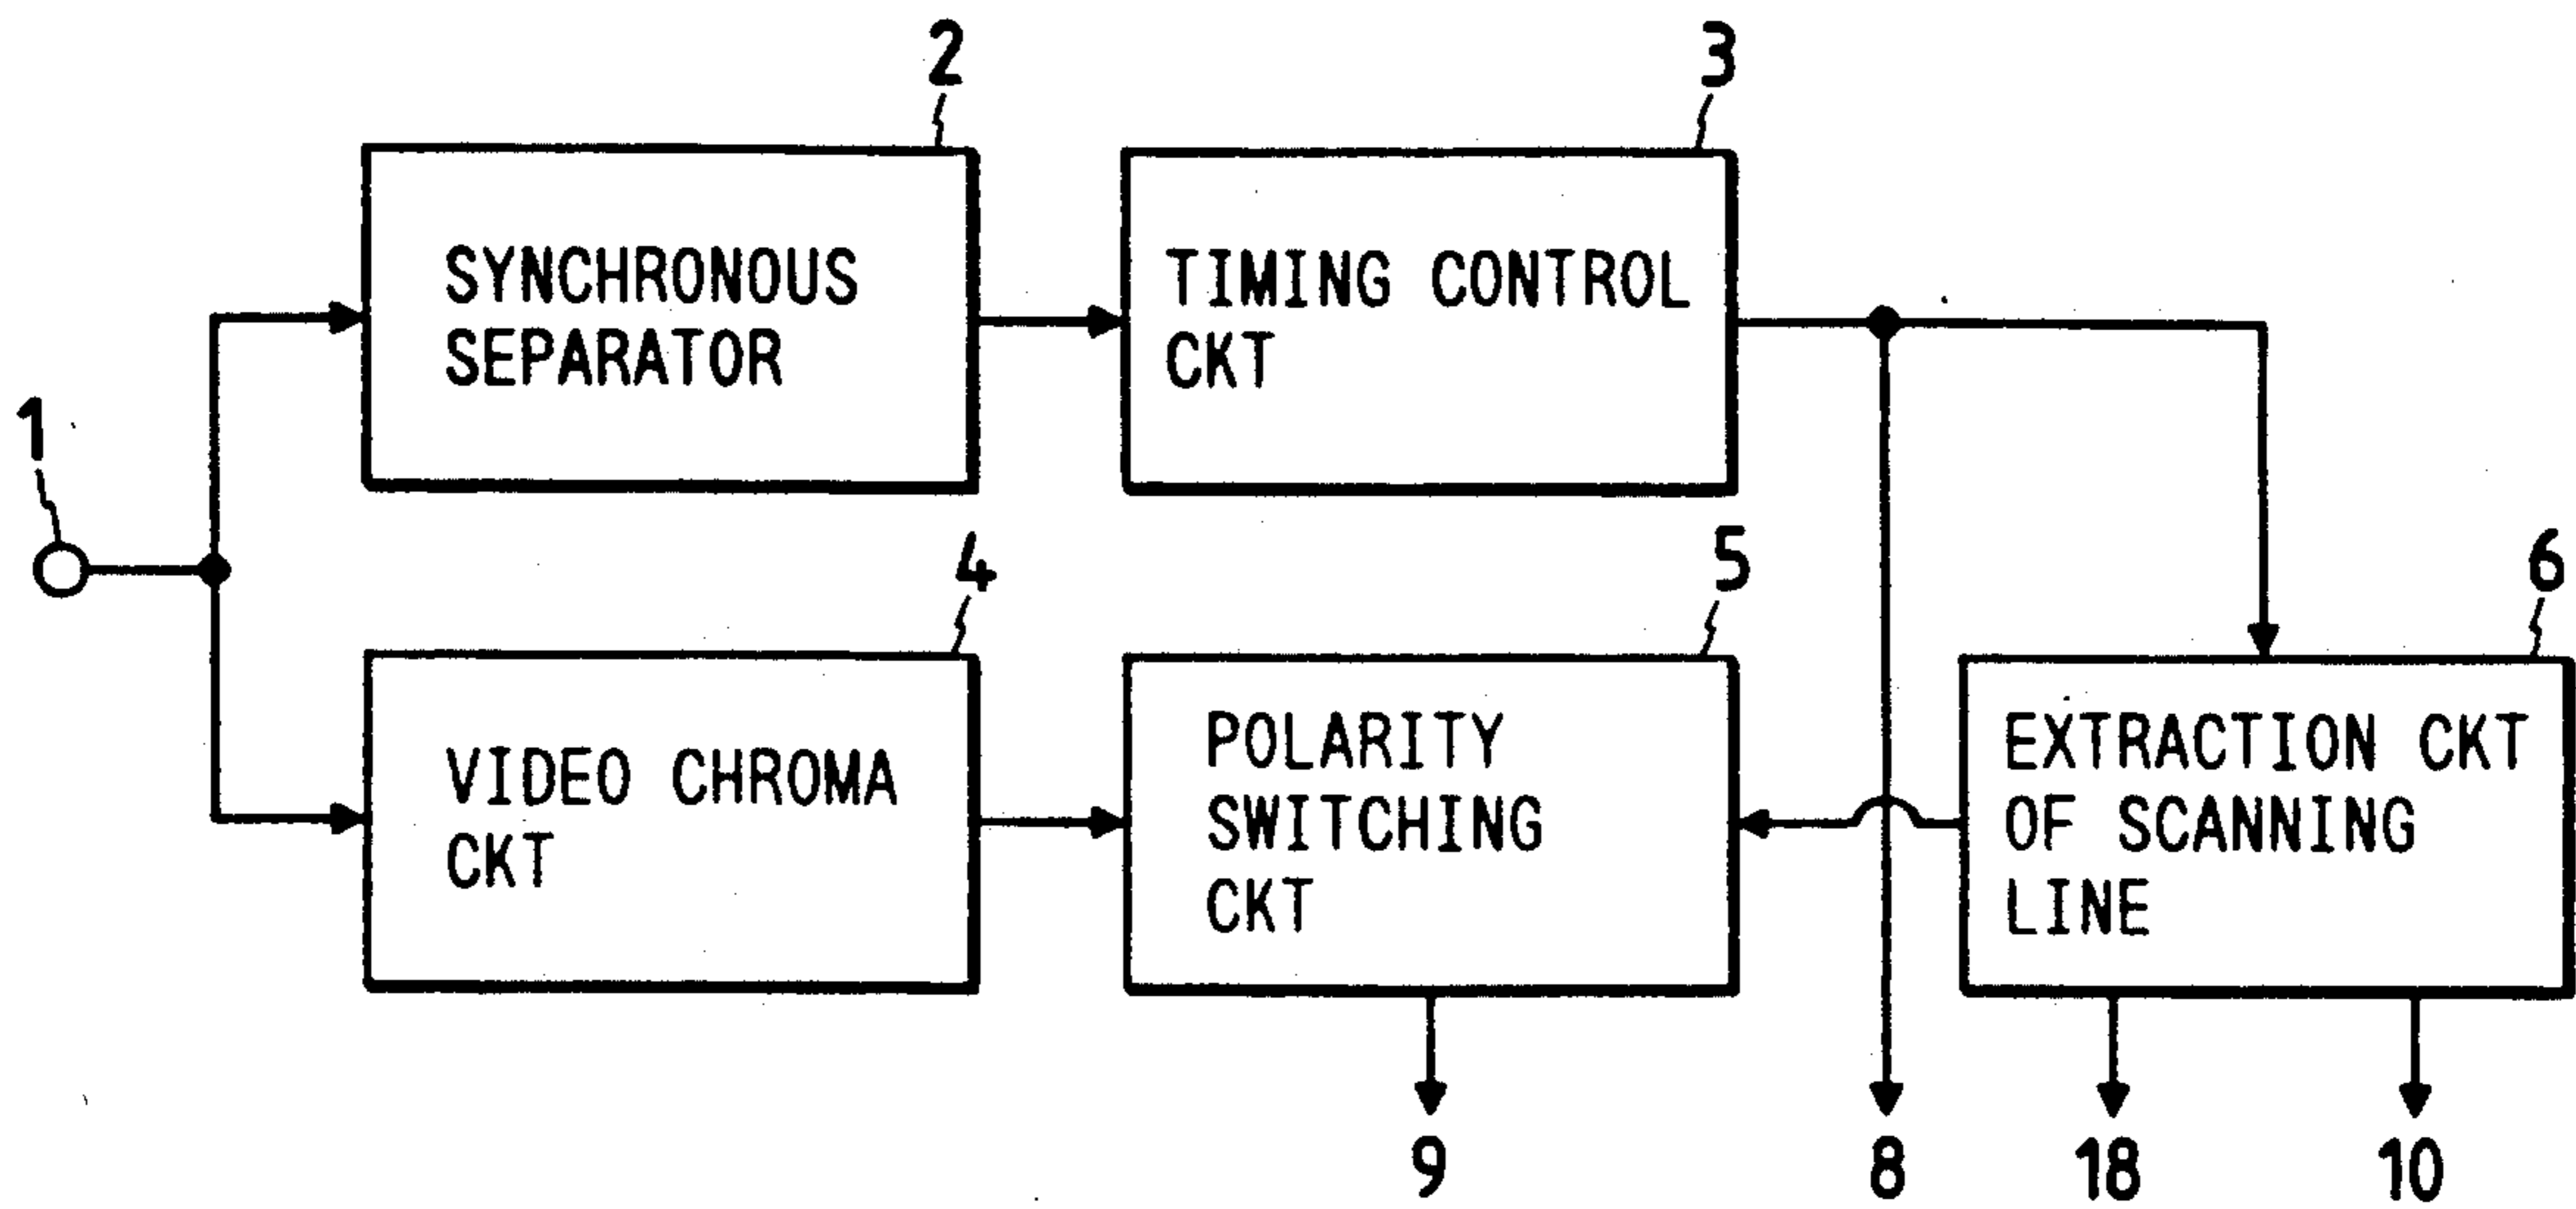 2
3
SYNCHRONOUS
SEPARATOR
TIMING CONTROL
CKT
1
4
5
6
VIDEO CHROMA
CKT
POLARITY
SWITCHING
CKT
EXTRACTION CKT
OF SCANNING
LINE
9
8
18
10